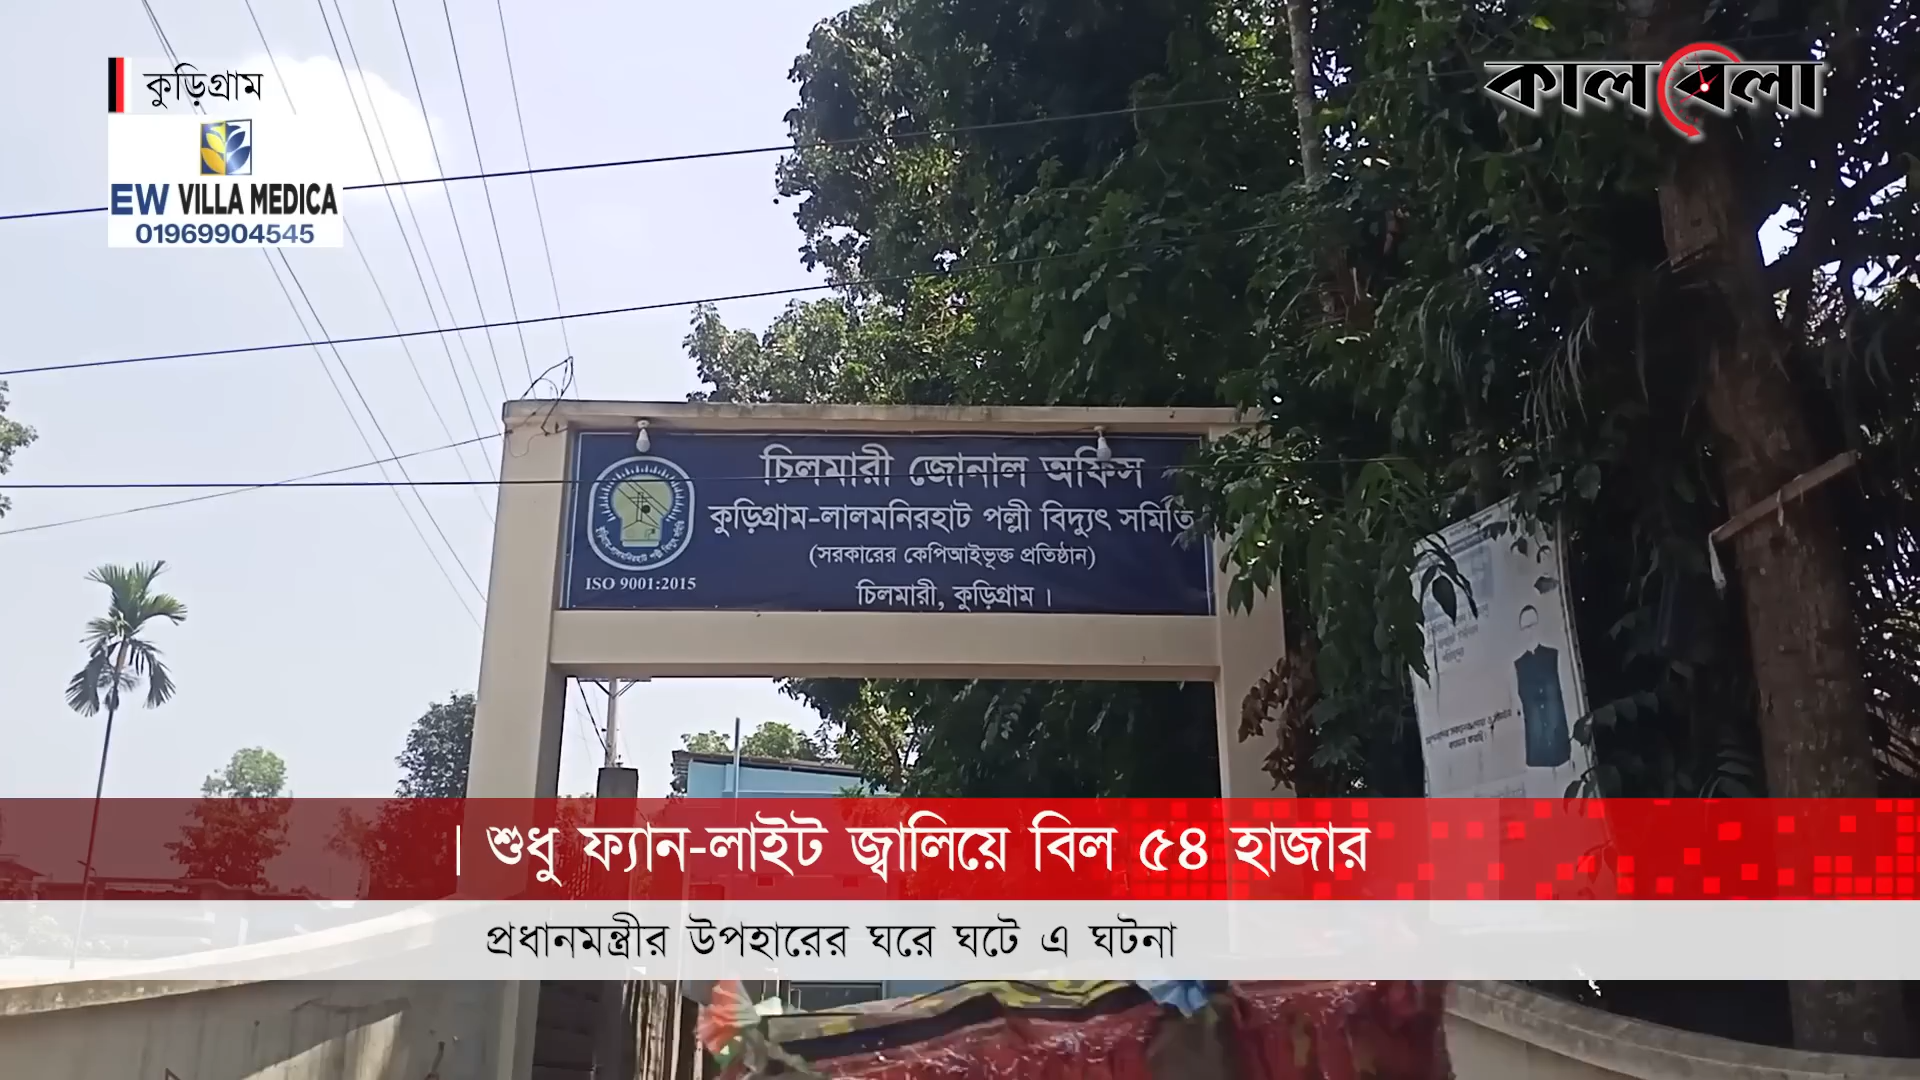 কুড়িগ্রাম
কালবেলা
EW VILLA MEDICA
01969904545
চিলমারী জোনাল অফিস
কুড়িগ্রাম-লালমনিরহাট পল্লী বিদ্যুৎ সমিতি
(সরকারের কেপিআইভূক্ত প্রতিষ্ঠান)
ISO 9001:2015
চিলমারী, কুড়িগ্রাম।
শুধু ফ্যান-লাইট জ্বালিয়ে বিল ৫৪ হাজার
প্রধানমন্ত্রীর উপহারের ঘরে ঘটে এ ঘটনা